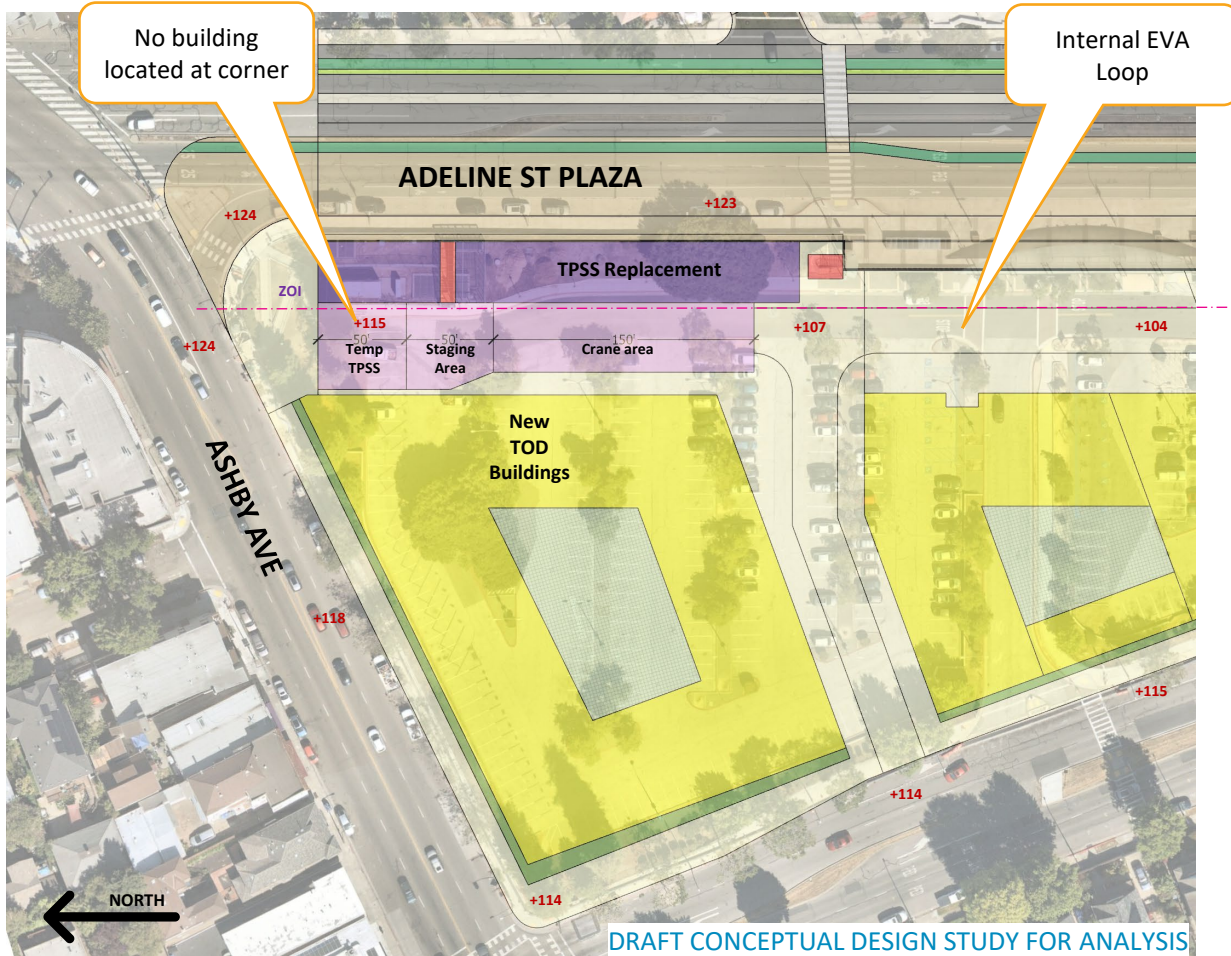 No building
located at corner
Internal EVA
Loop
ADELINE ST PLAZA
+124
+123
ZOI
TPSS Replacement
+115
+107
+104
+124
50'
50'
150'
Temp
TPSS
Staging
Area
Crane area
New
TOD
Buildings
ASHBY AVE
+118
+115
+114
+114
NORTH
DRAFT CONCEPTUAL DESIGN STUDY FOR ANALYSIS